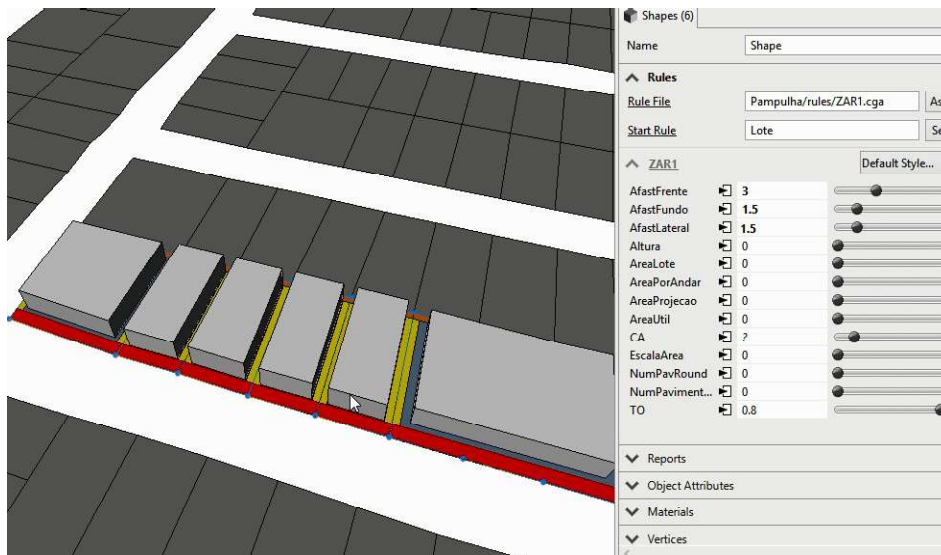 Shapes (6)
Name Shape
Rules
Rule File Pampulha/rules/ZAR1.cga As
Start Rule Lote Se
ZAR1 Default Style...
AfastFrente 3
AfastFundo 1.5
AfastLateral 1.5
Altura 0
AreaLote 0
AreaPorAndar 0
AreaProjecao 0
AreaUtil 0
CA ?
EscalaArea 0
NumPavRound 0
NumPaviment... 0
TO 0.8
Reports
Object Attributes
Materials
Vertices